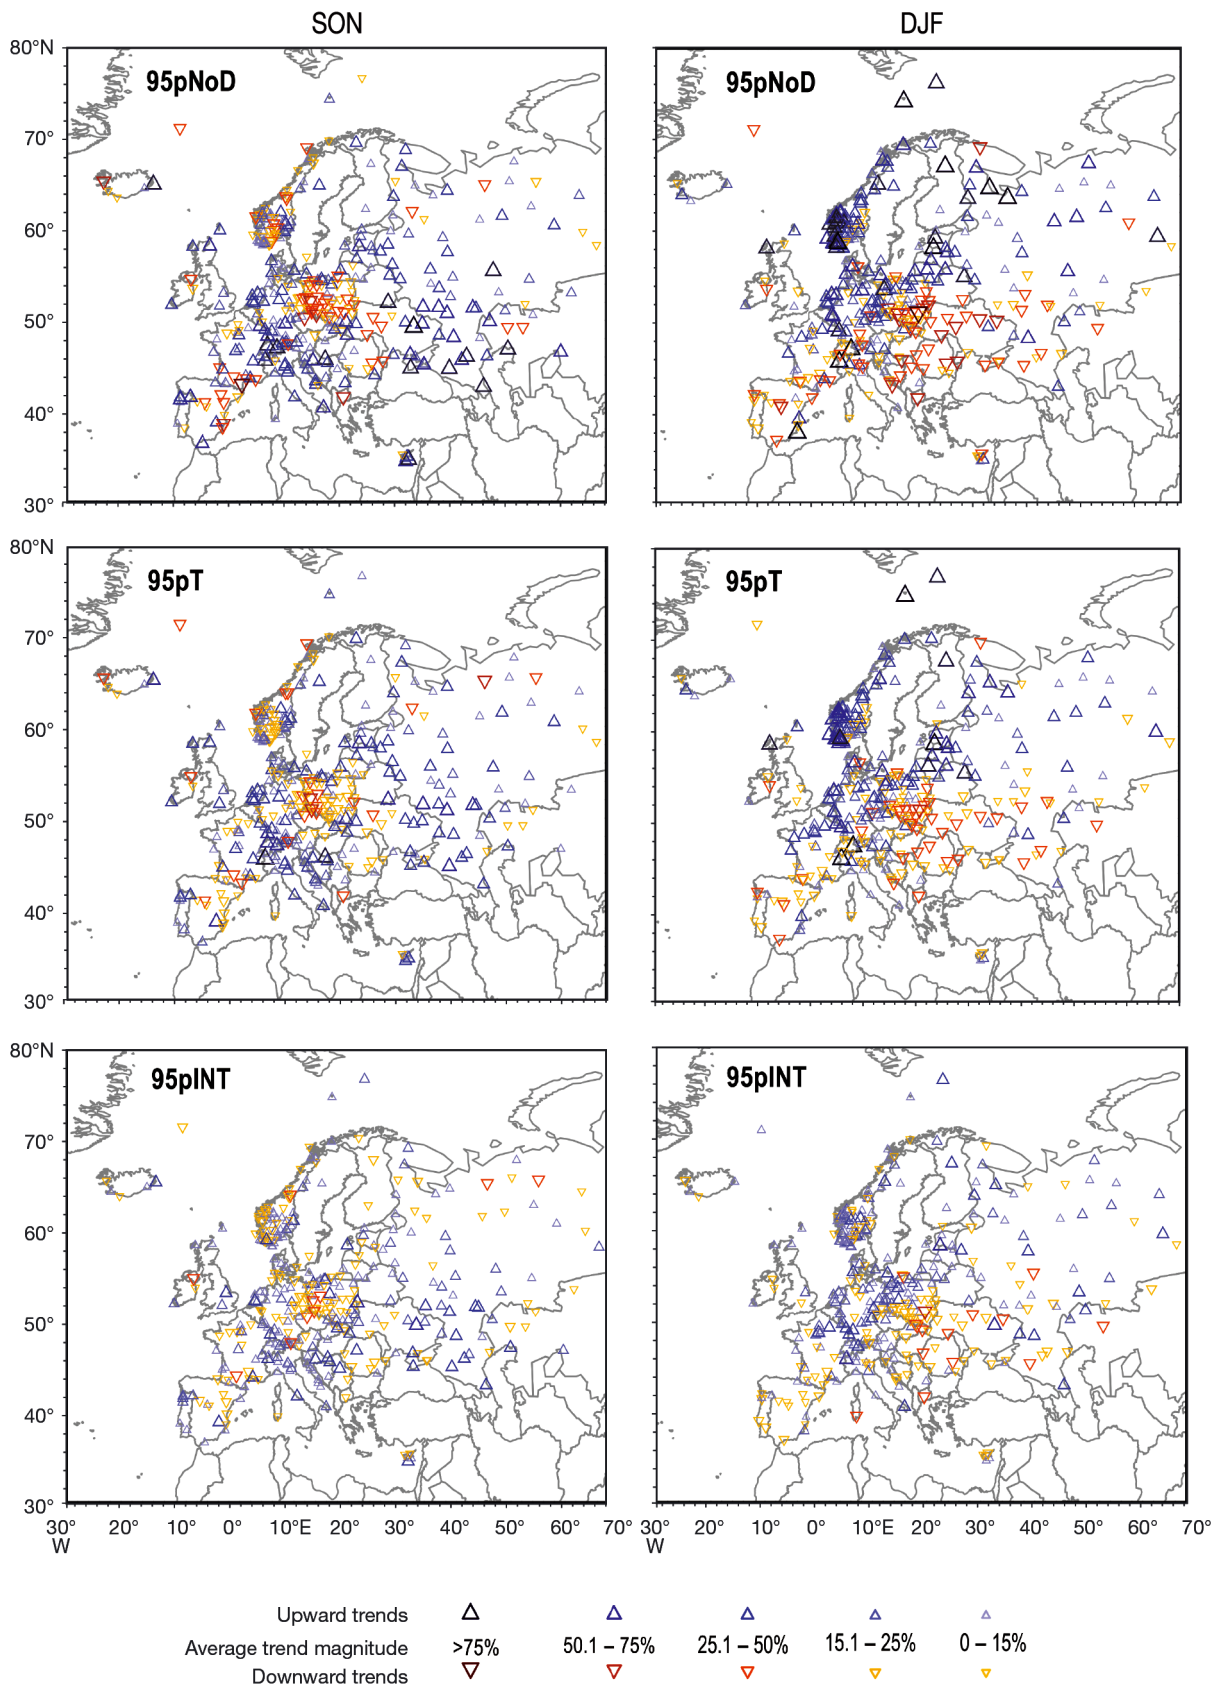 SON DJF
80°N
95pNoD 95pNoD
70°
60°
50°
40°
30°
80°N
95pT 95pT
70°
60°
50°
40°
30°
80°N
95pINT 95pINT
70°
60°
50°
40°
30°
30° 20° 10° 0° 10°E 20° 30° 40° 50° 60° 70° 30° 20° 10° 0° 10°E 20° 30° 40° 50° 60° 70°
W W
Upward trends
Average trend magnitude >75% 50.1 – 75% 25.1 – 50% 15.1 – 25% 0 – 15%
Downward trends